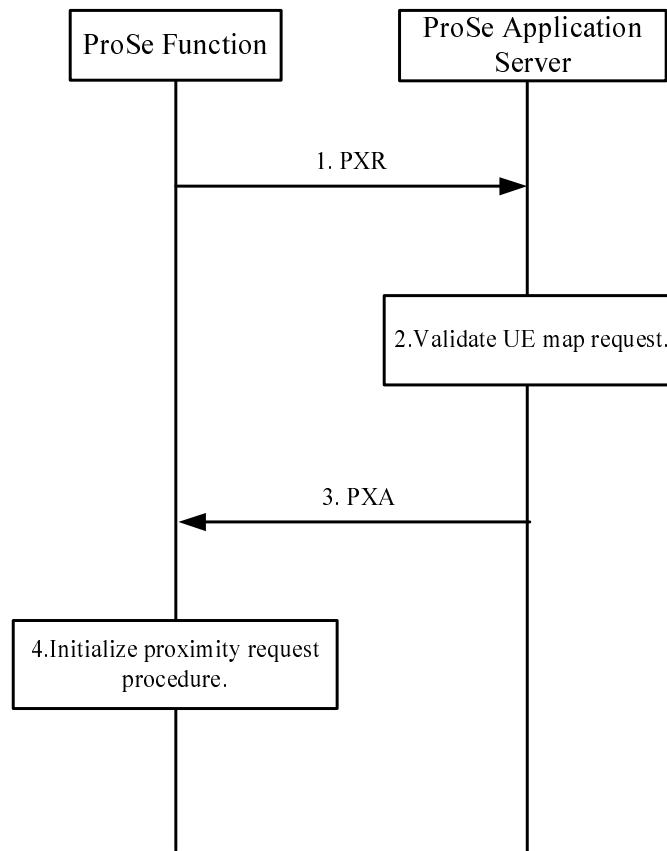 ProSe Function
ProSe Application
Server
1. PXR
2.Validate UE map request.
3. PXA
4.Initialize proximity request
procedure.